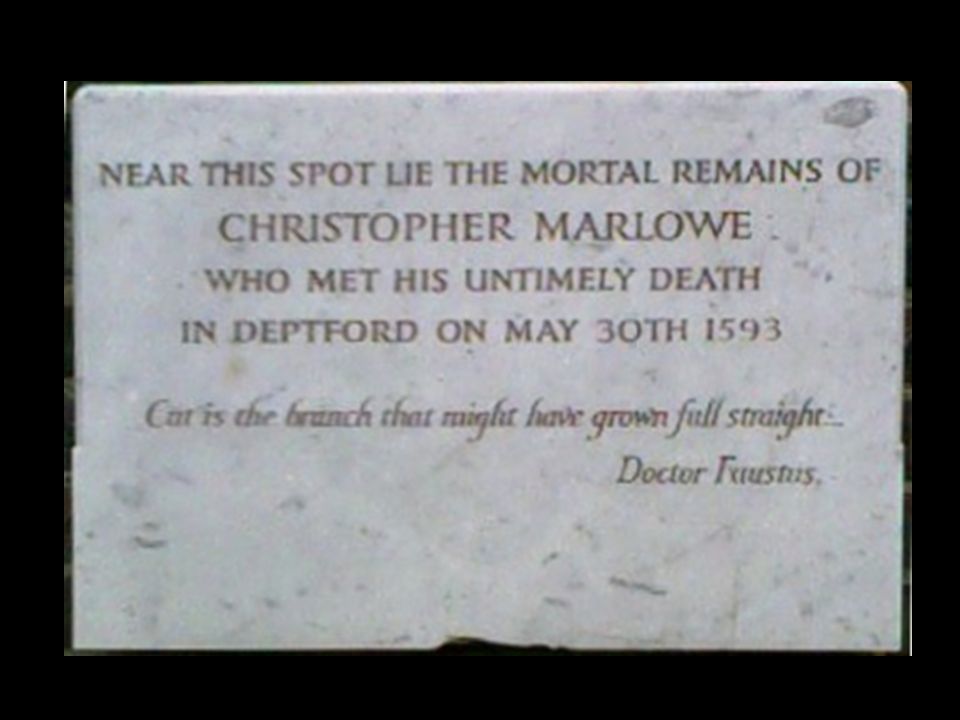 NEAR THIS SPOT LIE THE MORTAL REMAINS OF
CHRISTOPHER MARLOWE
WHO MET HIS UNTIMELY DEATH
IN DEPTFORD ON MAY 30TH 1593
Cut is the branch that might have grown full straight...
Doctor Faustus.